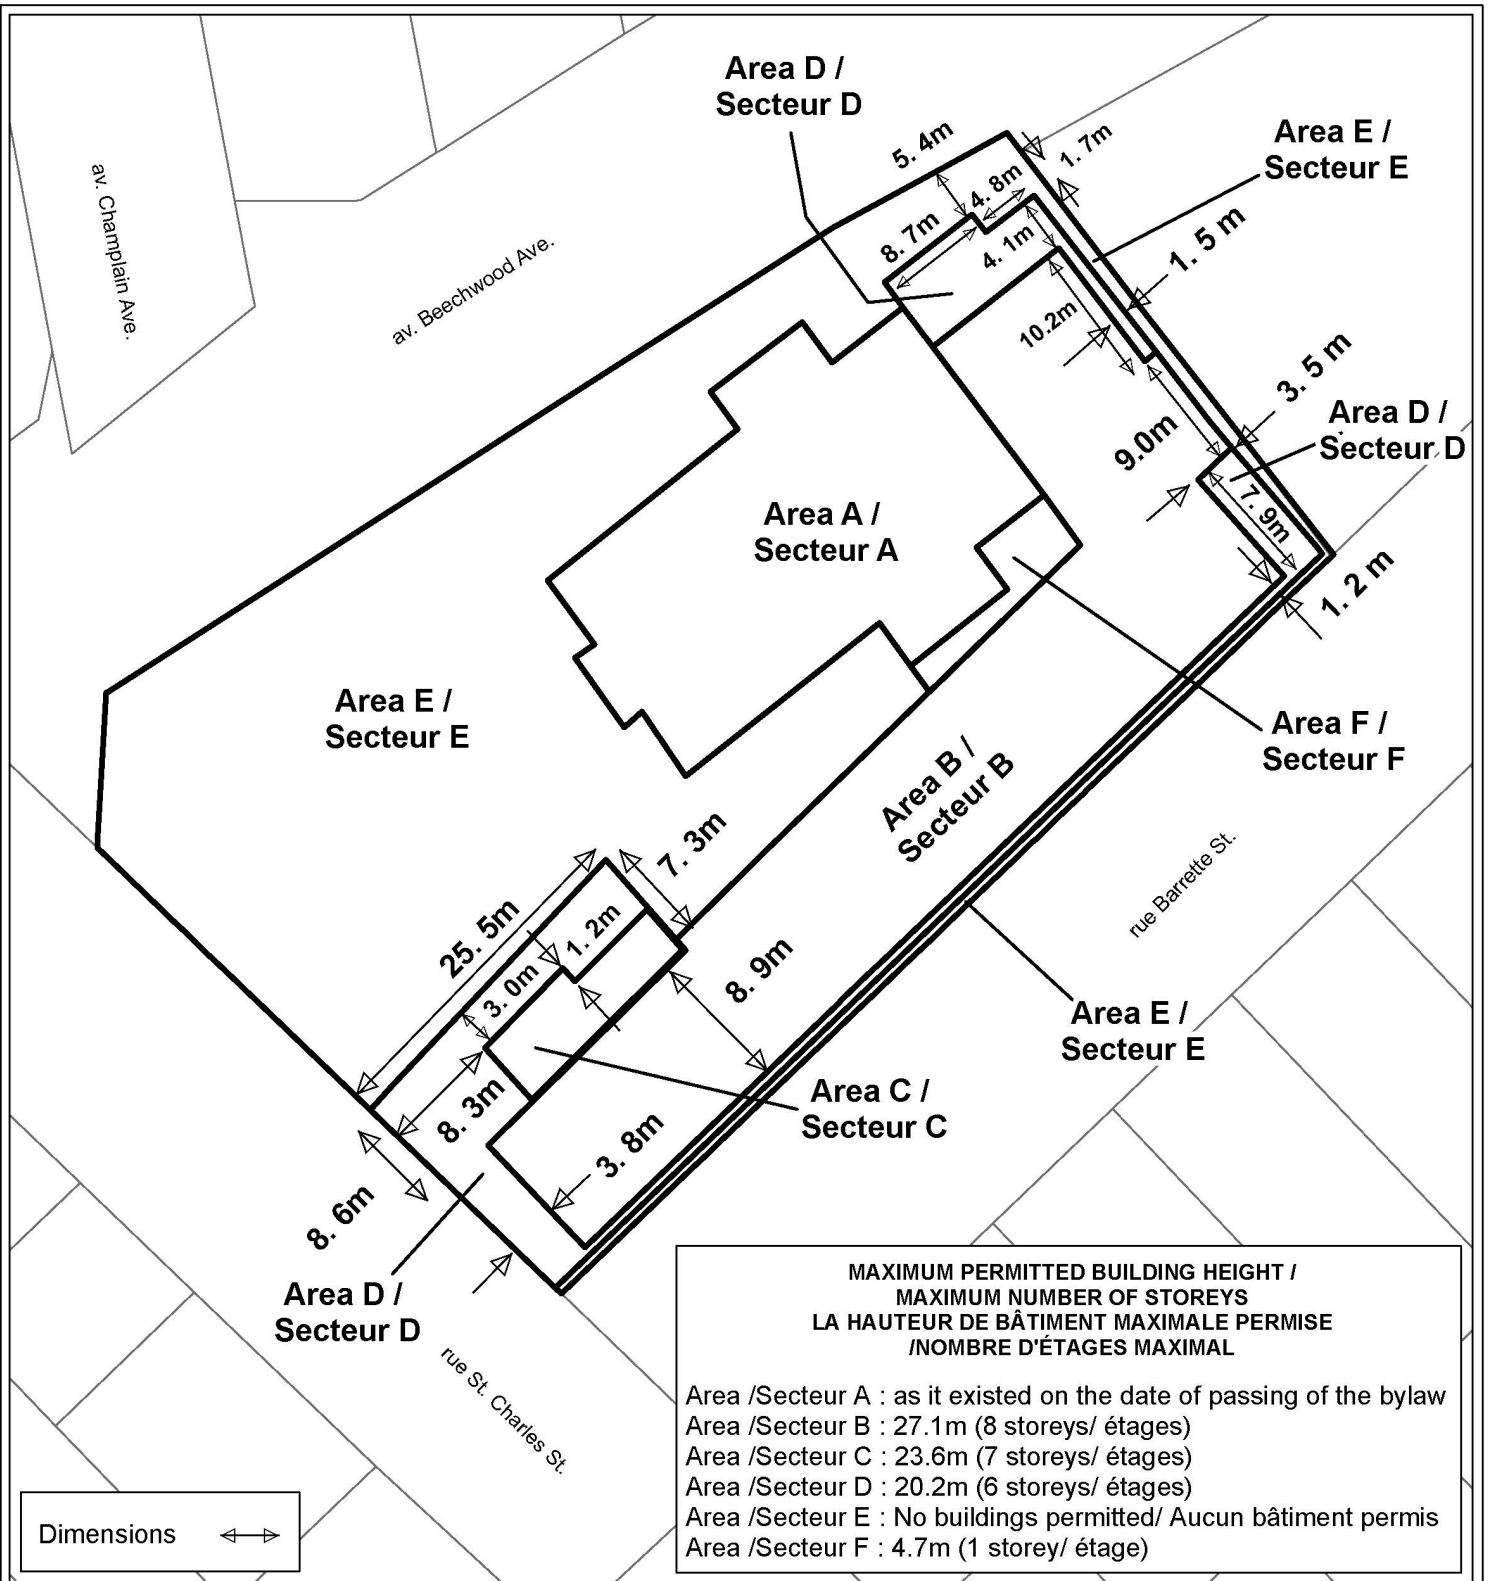 Area D /
Secteur D
5. 4m
1. 7m
Area E /
Secteur E
av. Champlain Ave.
av. Beechwood Ave.
8. 7m
4. 8m
4. 1m
1. 5 m
10.2m
3. 5 m
9.0m
Area D /
Secteur D
7. 9m
Area A /
Secteur A
1. 2 m
Area E /
Secteur E
Area F /
Secteur F
Area B /
Secteur B
7. 3m
25. 5m
1. 2m
3. 0m
8. 9m
rue Barrette St.
Area E /
Secteur E
Area C /
Secteur C
8. 3m
3. 8m
8. 6m
Area D /
Secteur D
rue St. Charles St.
MAXIMUM PERMITTED BUILDING HEIGHT /
MAXIMUM NUMBER OF STOREYS
LA HAUTEUR DE BÂTIMENT MAXIMALE PERMISE
/NOMBRE D'ÉTAGES MAXIMAL
Area /Secteur A : as it existed on the date of passing of the bylaw
Area /Secteur B : 27.1m (8 storeys/ étages)
Area /Secteur C : 23.6m (7 storeys/ étages)
Area /Secteur D : 20.2m (6 storeys/ étages)
Area /Secteur E : No buildings permitted/ Aucun bâtiment permis
Area /Secteur F : 4.7m (1 storey/ étage)
Dimensions